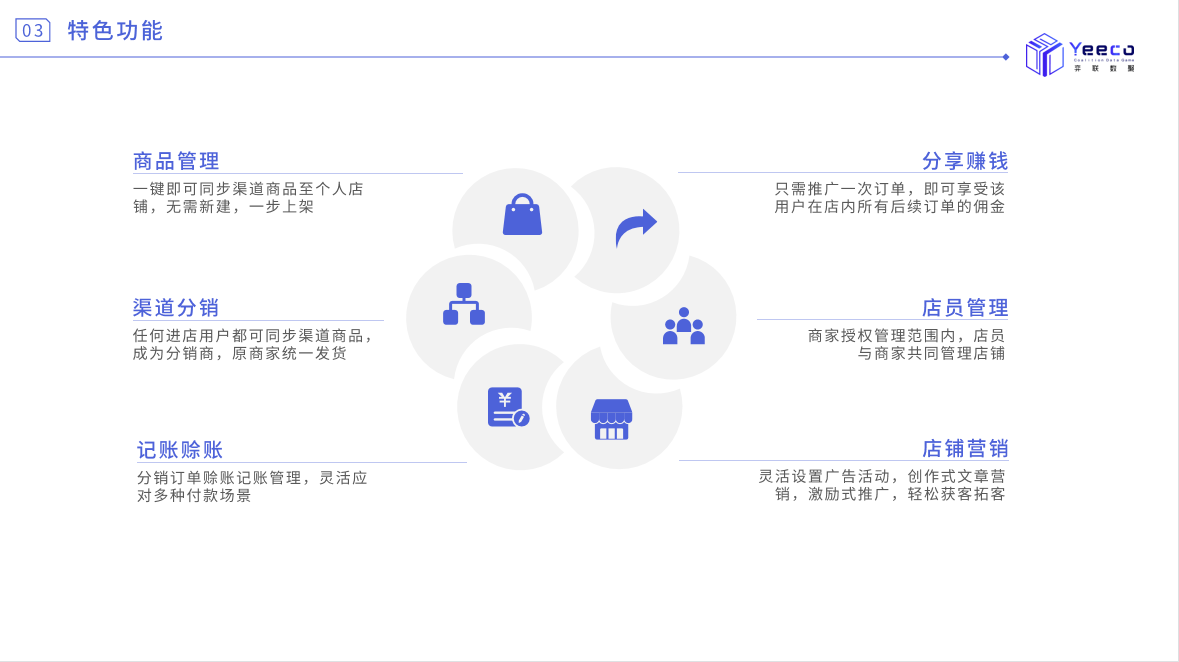 03 特色功能
Yeeco
Coalition Data Game
弈联数聚
商品管理
一键即可同步渠道商品至个人店
铺，无需新建，一步上架
渠道分销
任何进店用户都可同步渠道商品，
成为分销商，原商家统一发货
记账赊账
分销订单赊账记账管理，灵活应
对多种付款场景
分享赚钱
只需推广一次订单，即可享受该
用户在店内所有后续订单的佣金
店员管理
商家授权管理范围内，店员
与商家共同管理店铺
店铺营销
灵活设置广告活动，创作式文章营
销，激励式推广，轻松获客拓客